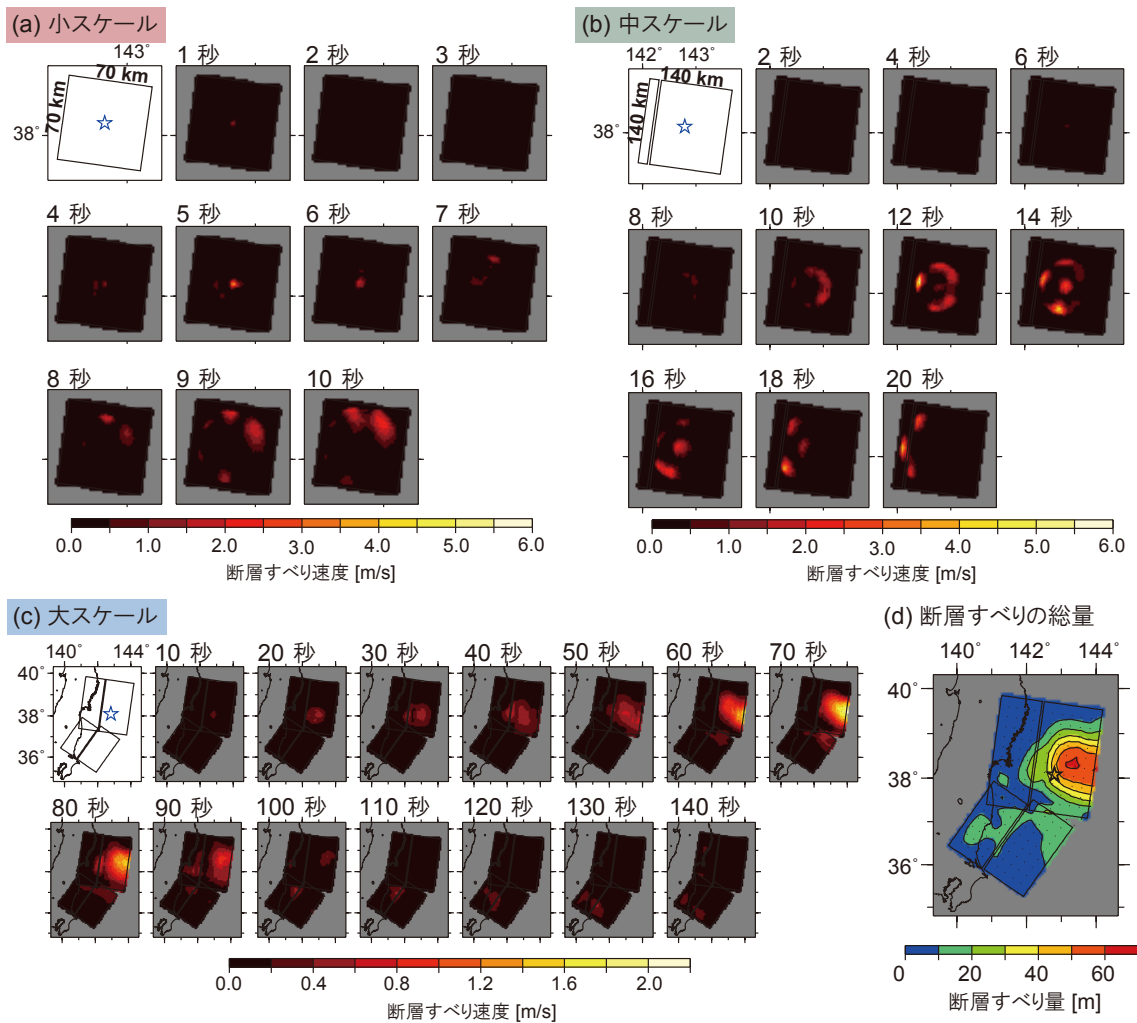 (a) 小スケール
143°
70 km
70 km
38°
1 秒
2 秒
3 秒
4 秒
5 秒
6 秒
7 秒
8 秒
9 秒
10 秒
0.0 1.0 2.0 3.0 4.0 5.0 6.0
断層すべり速度 [m/s]
(b) 中スケール
142° 143°
140 km
140 km
38°
2 秒
4 秒
6 秒
8 秒
10 秒
12 秒
14 秒
16 秒
18 秒
20 秒
0.0 1.0 2.0 3.0 4.0 5.0 6.0
断層すべり速度 [m/s]
(c) 大スケール
140° 144°
40°
38°
36°
10 秒
20 秒
30 秒
40 秒
50 秒
60 秒
70 秒
80 秒
90 秒
100 秒
110 秒
120 秒
130 秒
140 秒
0.0 0.4 0.8 1.2 1.6 2.0
断層すべり速度 [m/s]
(d) 断層すべりの総量
140° 142° 144°
40°
38°
36°
0 20 40 60
断層すべり量 [m]